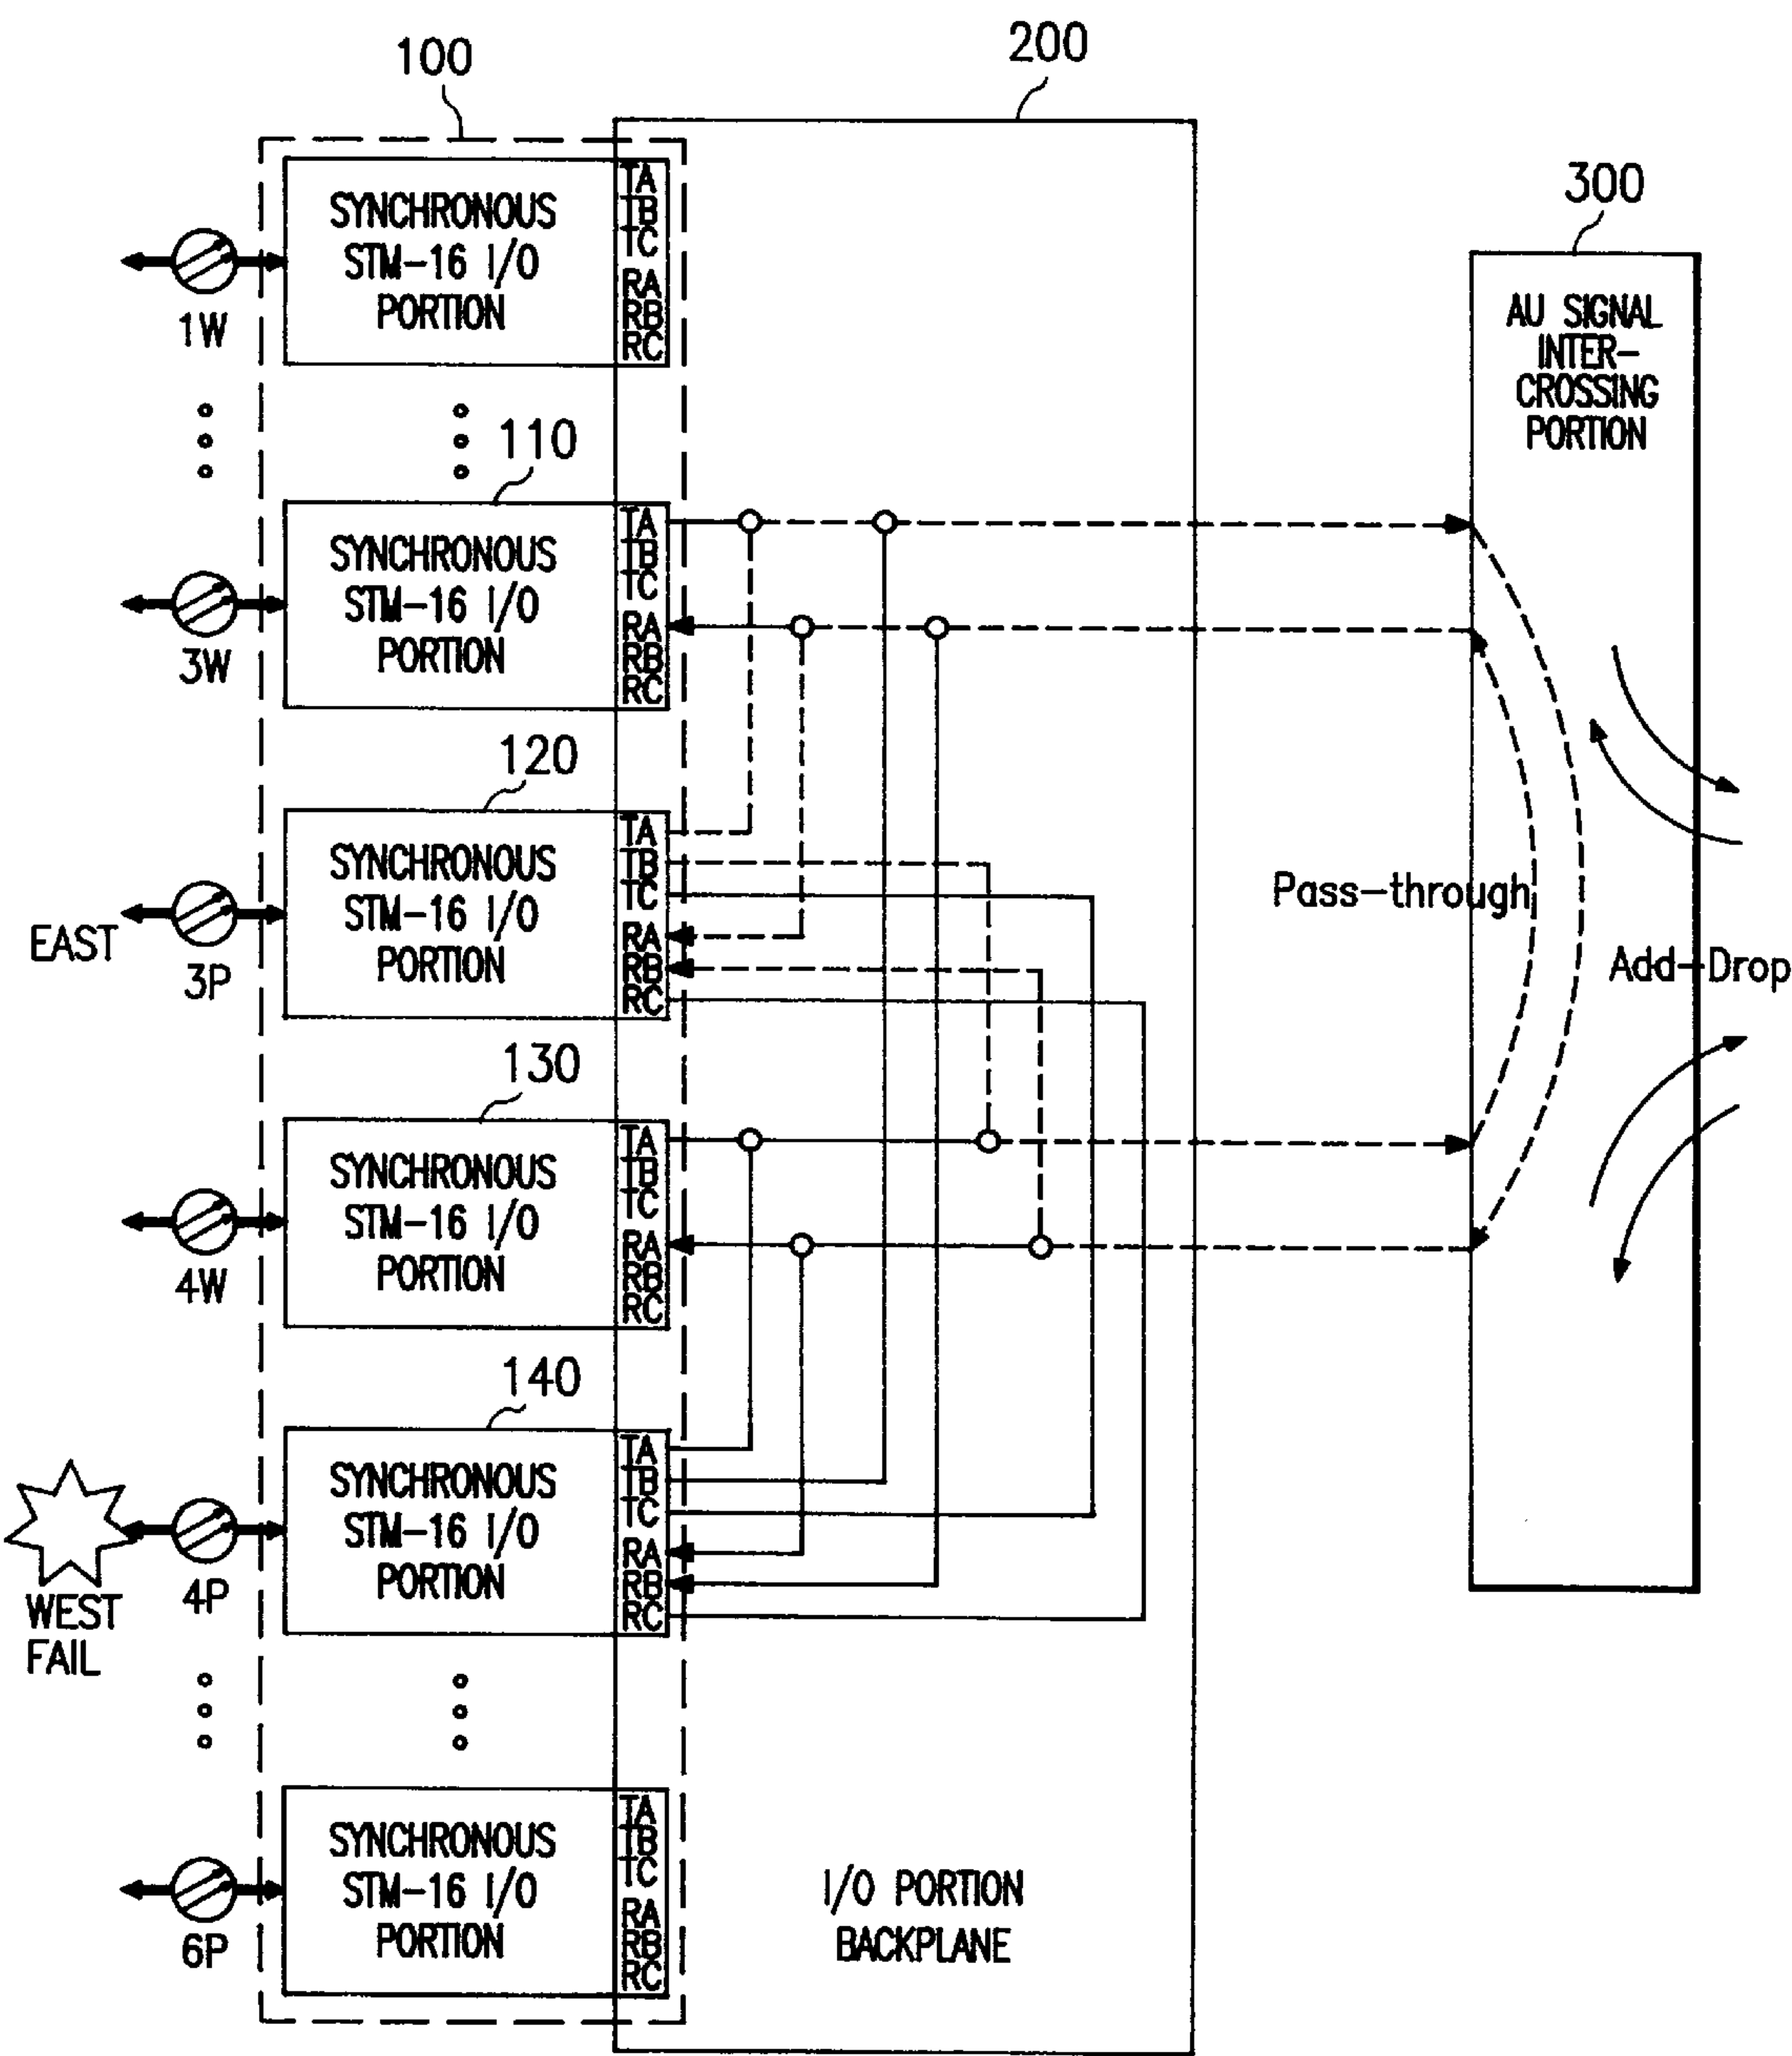 100
200
300
SYNCHRONOUS
STM-16 I/O
PORTION
TA
TB
TC
RA
RB
RC
1W
AU SIGNAL
INTER-
CROSSING
PORTION
110
SYNCHRONOUS
STM-16 I/O
PORTION
TA
TB
TC
RA
RB
RC
3W
120
SYNCHRONOUS
STM-16 I/O
PORTION
TA
TB
TC
RA
RB
RC
EAST
3P
Pass-through
Add-Drop
130
SYNCHRONOUS
STM-16 I/O
PORTION
TA
TB
TC
RA
RB
RC
4W
140
SYNCHRONOUS
STM-16 I/O
PORTION
TA
TB
TC
RA
RB
RC
4P
WEST
FAIL
SYNCHRONOUS
STM-16 I/O
PORTION
TA
TB
TC
RA
RB
RC
6P
I/O PORTION
BACKPLANE